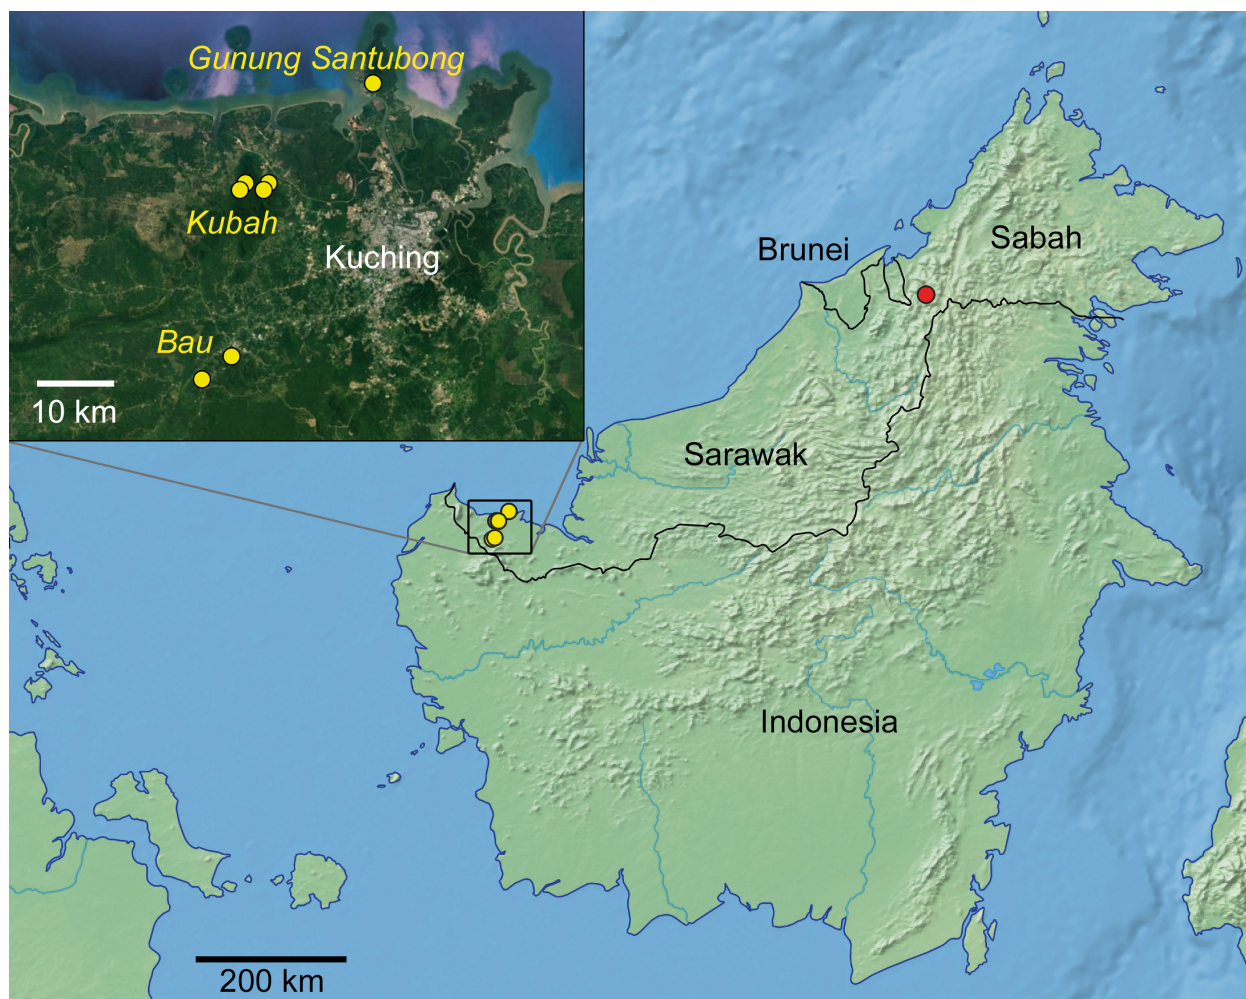 Gunung Santubong
Kubah
Kuching
Bau
10 km
Brunei
Sabah
Sarawak
Indonesia
200 km